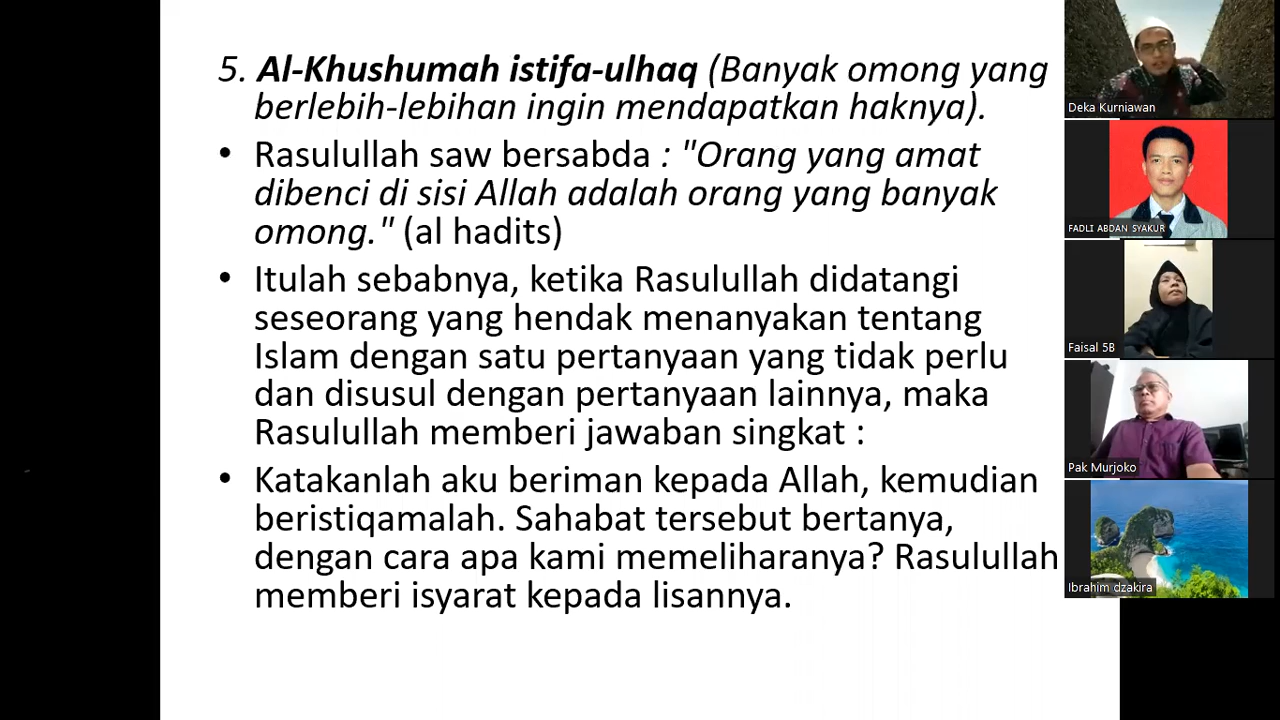 5. Al-Khushumah istifa-ulhaq (Banyak omong yang
berlebih-lebihan ingin mendapatkan haknya).
• Rasulullah saw bersabda : "Orang yang amat
dibenci di sisi Allah adalah orang yang banyak
omong." (al hadits)
• Itulah sebabnya, ketika Rasulullah didatangi
seseorang yang hendak menanyakan tentang
Islam dengan satu pertanyaan yang tidak perlu
dan disusul dengan pertanyaan lainnya, maka
Rasulullah memberi jawaban singkat :
• Katakanlah aku beriman kepada Allah, kemudian
beristiqamalah. Sahabat tersebut bertanya,
dengan cara apa kami memeliharanya? Rasulullah
memberi isyarat kepada lisannya.
Deka Kurniawan
FADLI ABDAN SYAKUR
Faisal 5B
Pak Murjoko
Ibrahim dzakira